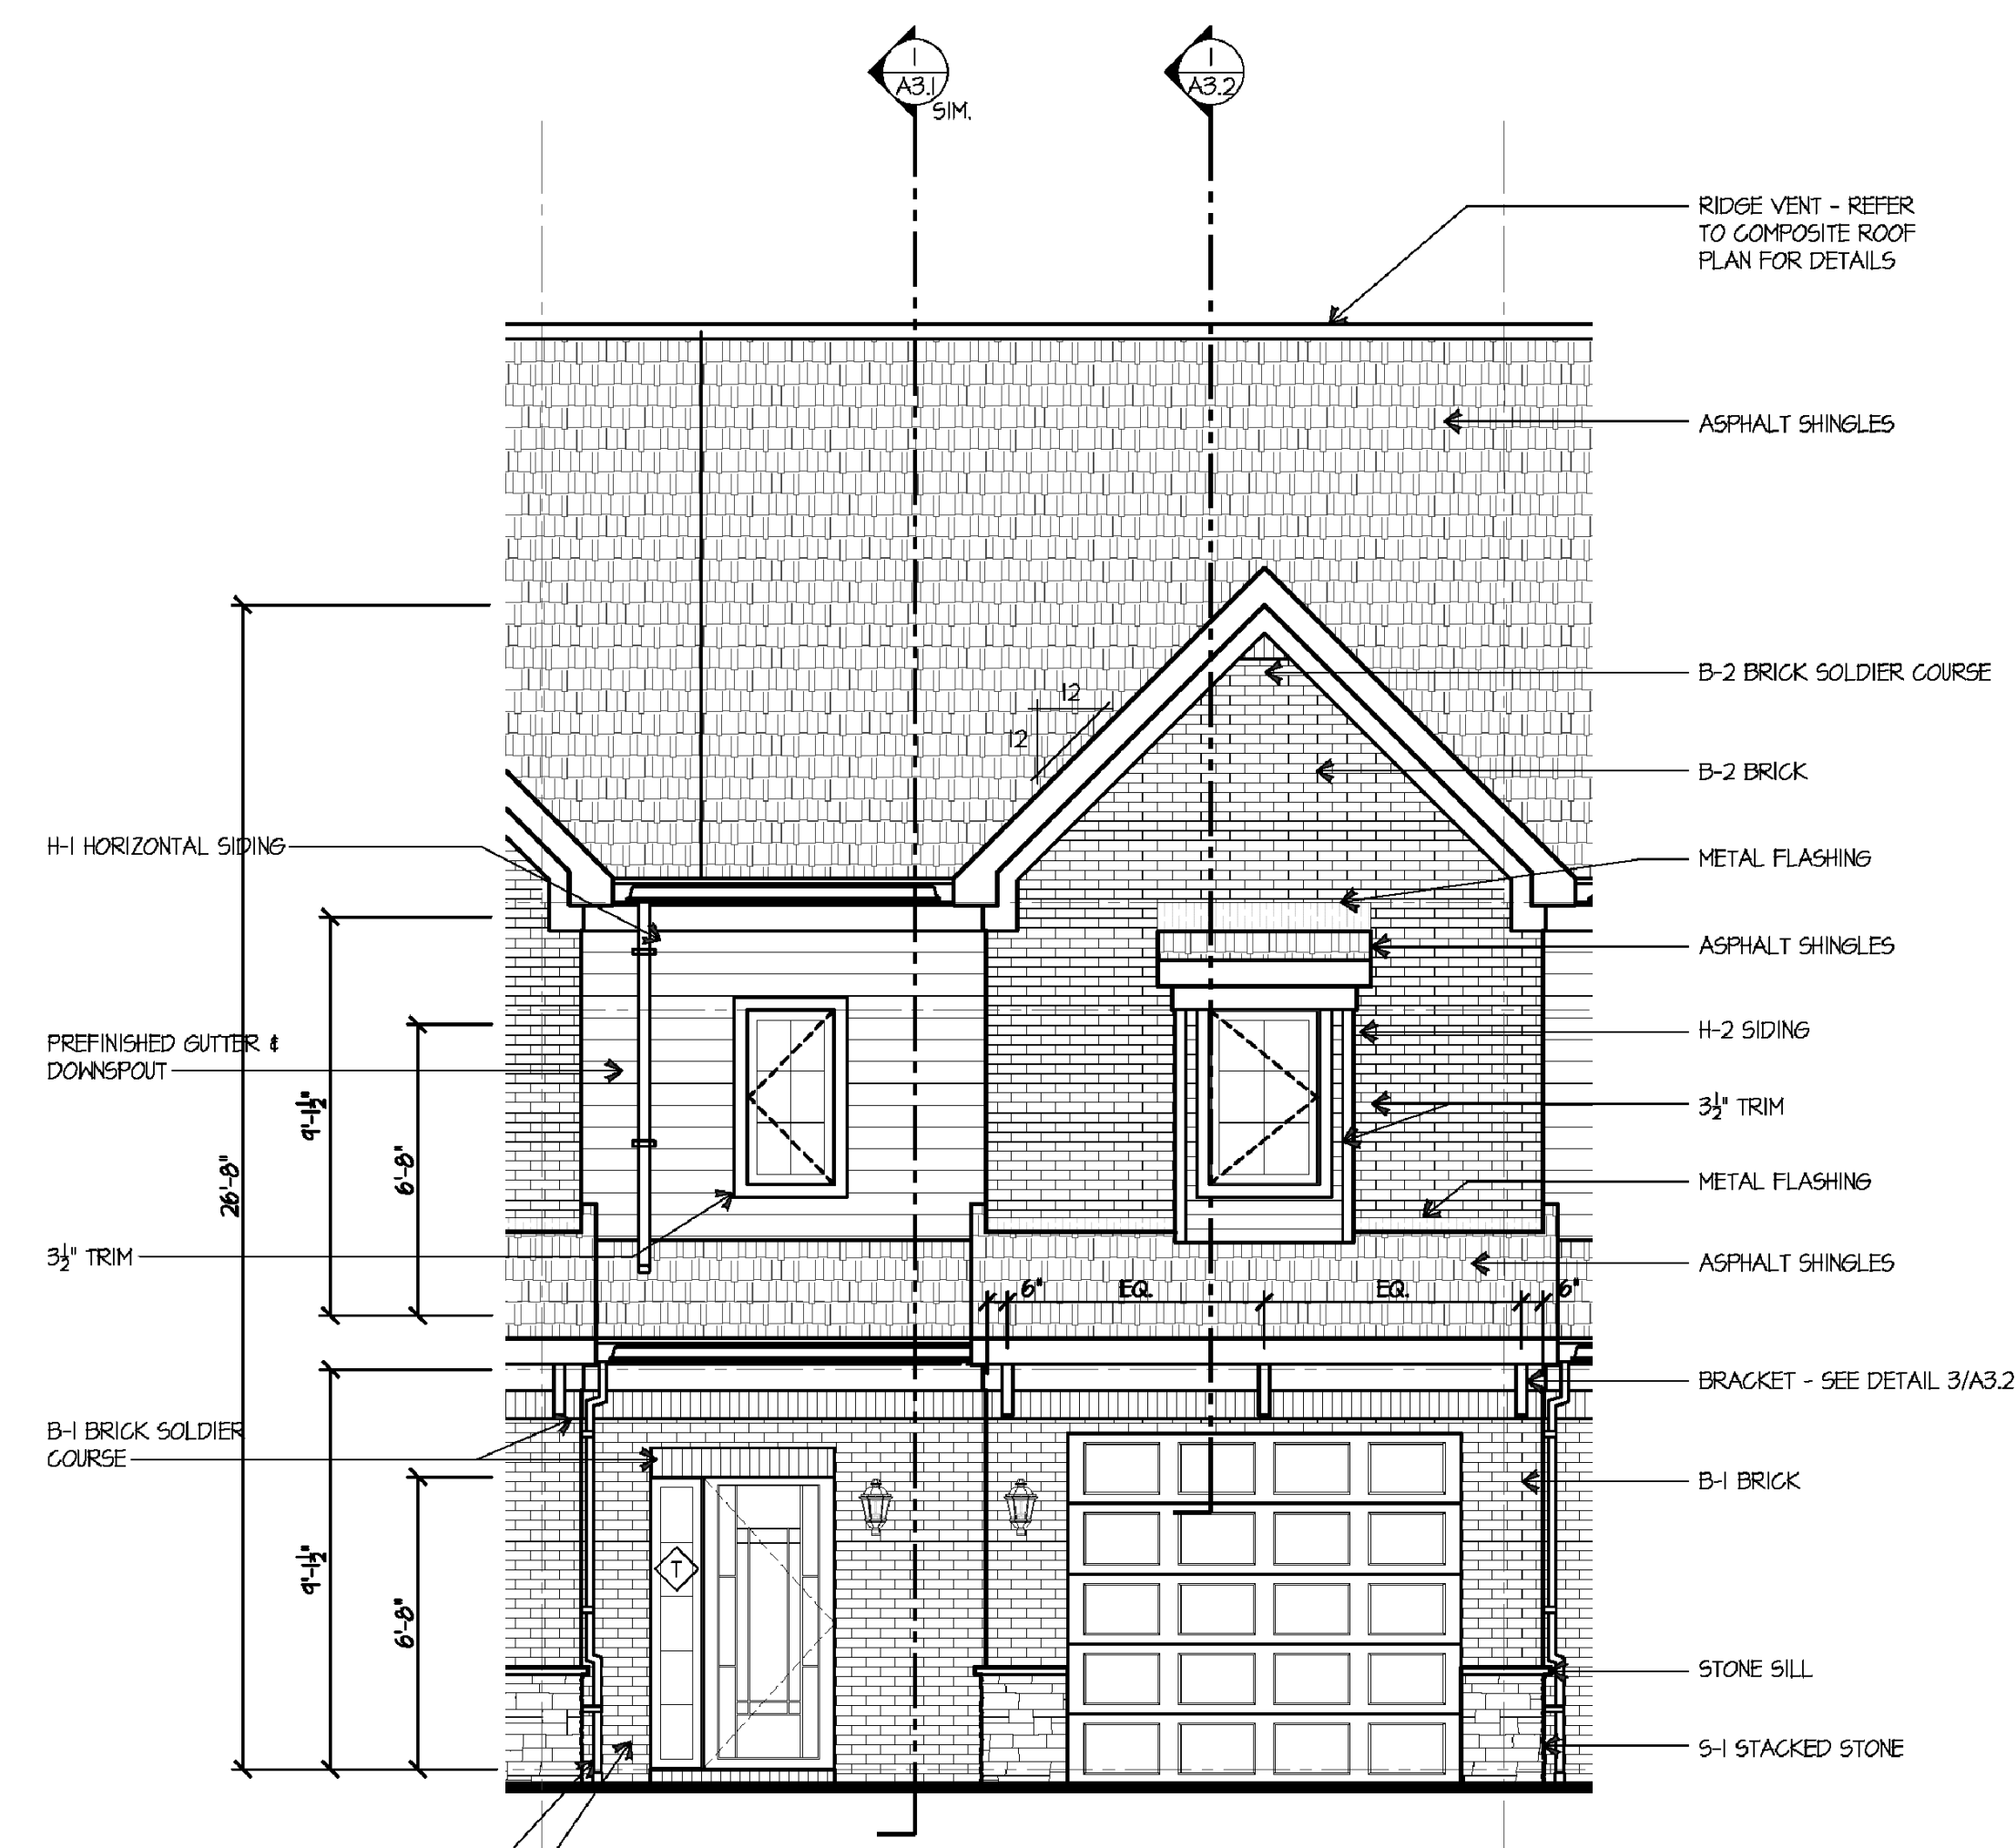 1
A3.1
SIM.
1
A3.2
RIDGE VENT - REFER
TO COMPOSITE ROOF
PLAN FOR DETAILS
ASPHALT SHINGLES
B-2 BRICK SOLDIER COURSE
12
12
B-2 BRICK
H-1 HORIZONTAL SIDING
METAL FLASHING
ASPHALT SHINGLES
H-2 SIDING
PREFINISHED GUTTER &
DOWNSPOUT
9'-1½"
6'-8"
26'-8"
3½" TRIM
METAL FLASHING
3½" TRIM
ASPHALT SHINGLES
6"
EQ.
EQ.
6"
BRACKET - SEE DETAIL 3/A3.2
B-1 BRICK SOLDIER
COURSE
B-1 BRICK
9'-1½"
6'-8"
T
STONE SILL
S-1 STACKED STONE